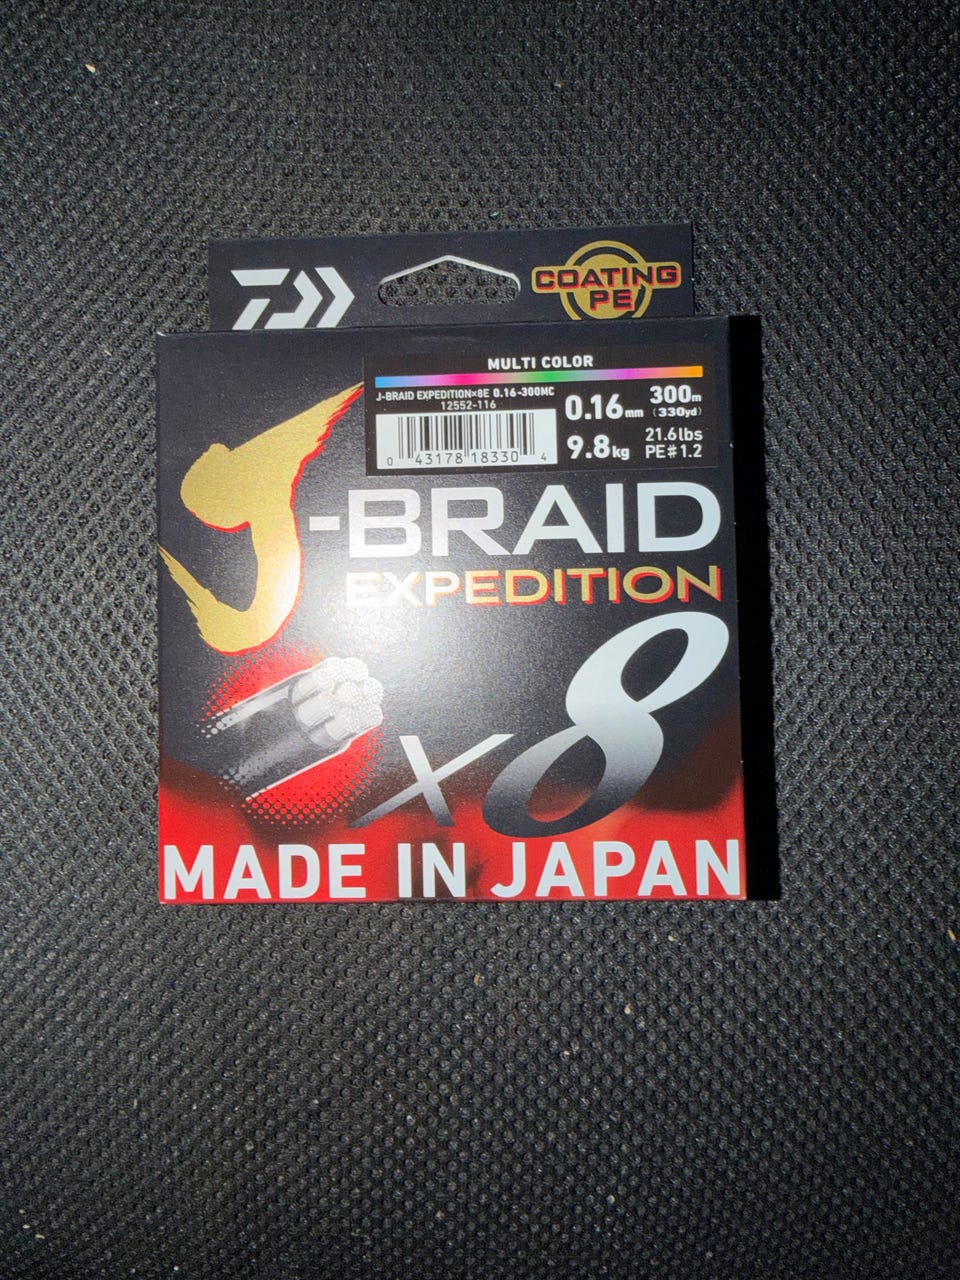 COATING
PE
MULTI COLOR
J-BRAID EXPEDITION×8E 0.16-300MC
12552-116
0.16mm
300m
(330yd)
9.8kg
21.6lbs
PE#1.2
0 43178 18330 4
J-BRAID
EXPEDITION
x8
MADE IN JAPAN